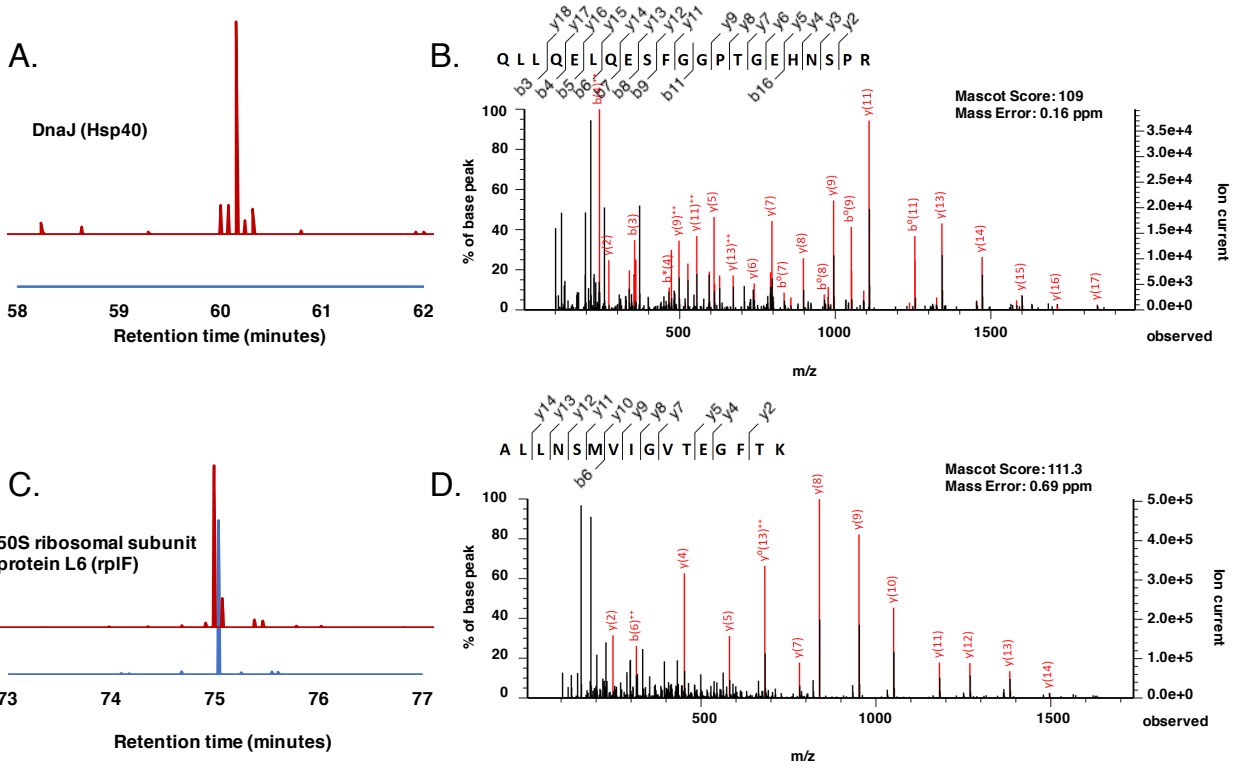 A.
DnaJ (Hsp40)
58 59 60 61 62
Retention time (minutes)
B.
y18 y17 y16 y15 y14 y13 y12 y11 y9 y8 y7 y6 y5 y4 y3 y2
Q L L Q E L Q E S F G G P T G E H N S P R
b3 b4 b5 b6 b7 b8 b9 b11 b16
Mascot Score: 109
Mass Error: 0.16 ppm
% of base peak
100
80
60
40
20
0
y(2) b(3) b*(4) y(9)++ y(11)++ y(5) y(13)++ y(6) y(7) b⁰(7) y(8) b⁰(8) y(9) b⁰(9) y(11) b⁰(11) y(13) y(14) y(15) y(16) y(17)
3.5e+4
3.0e+4
2.5e+4
2.0e+4
1.5e+4
1.0e+4
5.0e+3
0.0e+0
Ion current
500 1000 1500 observed
m/z
C.
50S ribosomal subunit
protein L6 (rplF)
73 74 75 76 77
Retention time (minutes)
D.
y14 y13 y12 y11 y10 y9 y8 y7 y5 y4 y2
A L L N S M V I G V T E G F T K
b6
Mascot Score: 111.3
Mass Error: 0.69 ppm
% of base peak
100
80
60
40
20
0
y(2) b(6)++ y(4) y(5) y⁰(13)++ y(7) y(8) y(9) y(10) y(11) y(12) y(13) y(14)
5.0e+5
4.0e+5
3.0e+5
2.0e+5
1.0e+5
0.0e+0
Ion current
500 1000 1500 observed
m/z